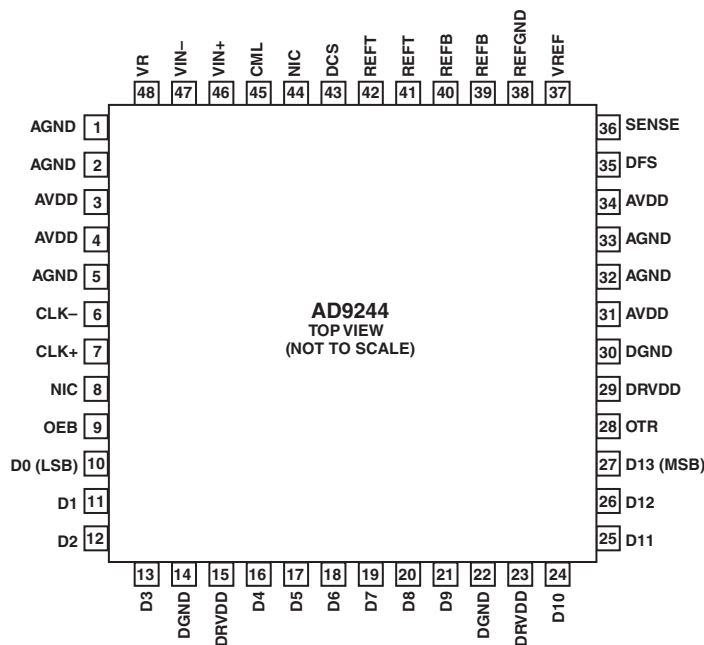 VR VIN– VIN+ CML NIC DCS REFT REFT REFB REFB REFGND VREF
48 47 46 45 44 43 42 41 40 39 38 37
AGND 1
AGND 2
AVDD 3
AVDD 4
AGND 5
CLK– 6
CLK+ 7
NIC 8
OEB 9
D0 (LSB) 10
D1 11
D2 12
AD9244
TOP VIEW
(NOT TO SCALE)
36 SENSE
35 DFS
34 AVDD
33 AGND
32 AGND
31 AVDD
30 DGND
29 DRVDD
28 OTR
27 D13 (MSB)
26 D12
25 D11
13 14 15 16 17 18 19 20 21 22 23 24
D3 DGND DRVDD D4 D5 D6 D7 D8 D9 DGND DRVDD D10